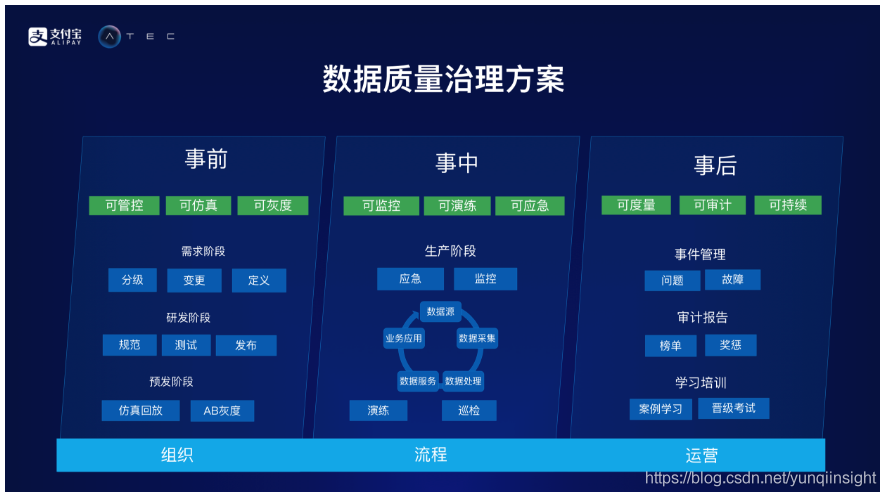 支付宝 ALIPAY ATEC
数据质量治理方案
事前
可管控 可仿真 可灰度
需求阶段
分级 变更 定义
研发阶段
规范 测试 发布
预发阶段
仿真回放 AB灰度
组织
事中
可监控 可演练 可应急
生产阶段
应急 监控
数据源
业务应用 数据采集
数据服务 数据处理
演练 巡检
流程
事后
可度量 可审计 可持续
事件管理
问题 故障
审计报告
榜单 奖惩
学习培训
案例学习 晋级考试
运营
https://blog.csdn.net/yunqiinsight